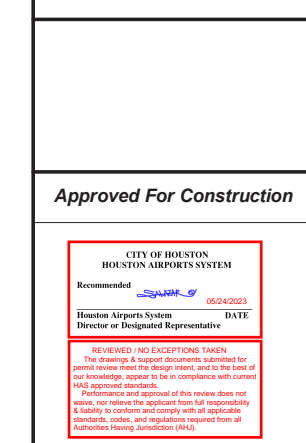 Approved For Construction
CITY OF HOUSTON
HOUSTON AIRPORTS SYSTEM
Recommended
SALAZAR
05/24/2023
Houston Airports System DATE
Director or Designated Representative
REVIEWED / NO EXCEPTIONS TAKEN
The drawings & support documents submitted for
permit review meet the design intent, and to the best of
our knowledge, appear to be in compliance with current
HAS approved standards.
Performance and approval of this review does not
waive, nor relieve the applicant from full responsibility
& liability to conform and comply with all applicable
standards, codes, and regulations required from all
Authorities Having Jurisdiction (AHJ).